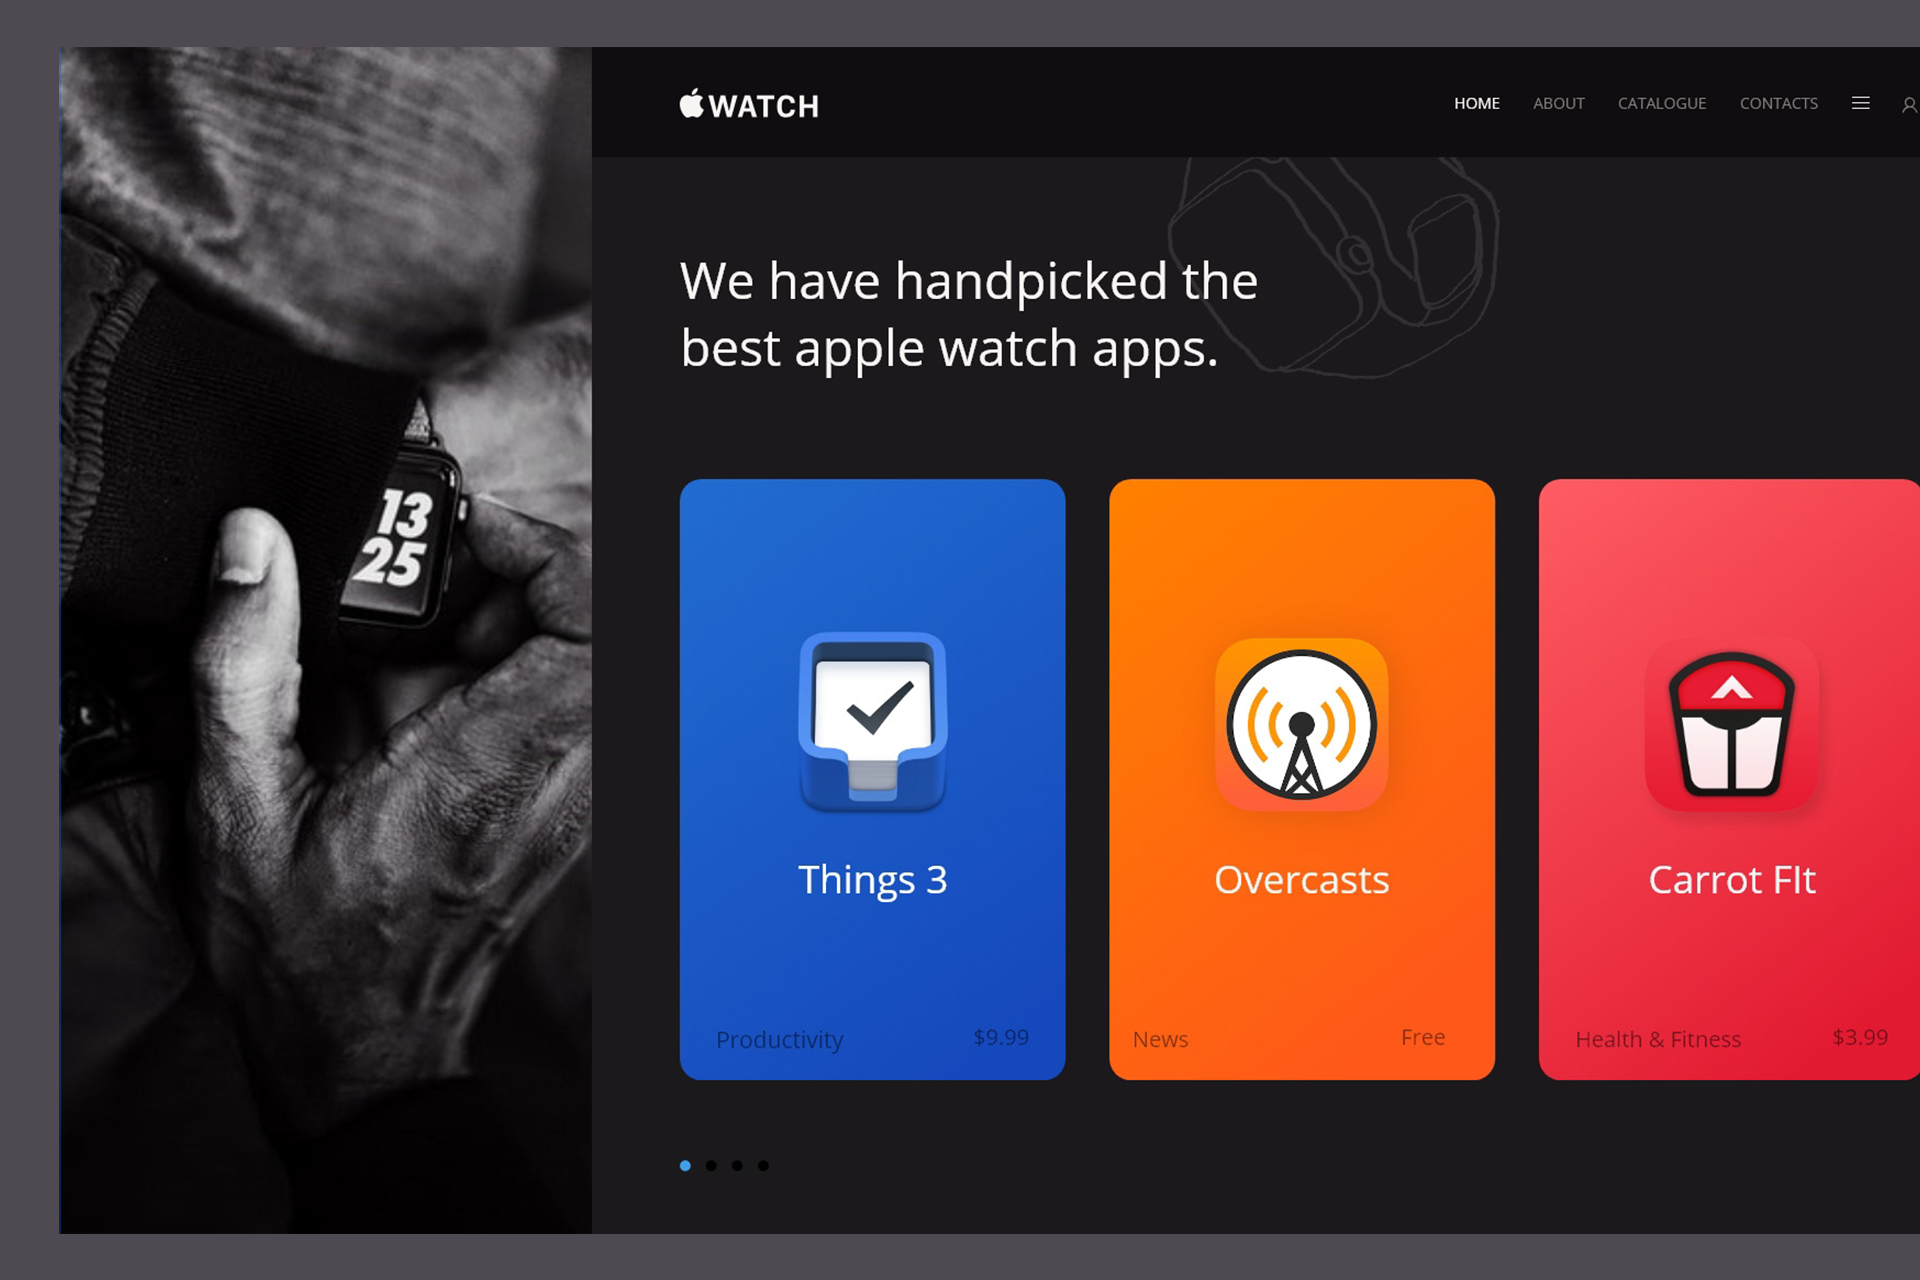 WATCH
HOME ABOUT CATALOGUE CONTACTS
We have handpicked the
best apple watch apps.
13
25
Things 3
Overcasts
Carrot FIt
Productivity $9.99
News Free
Health & Fitness $3.99